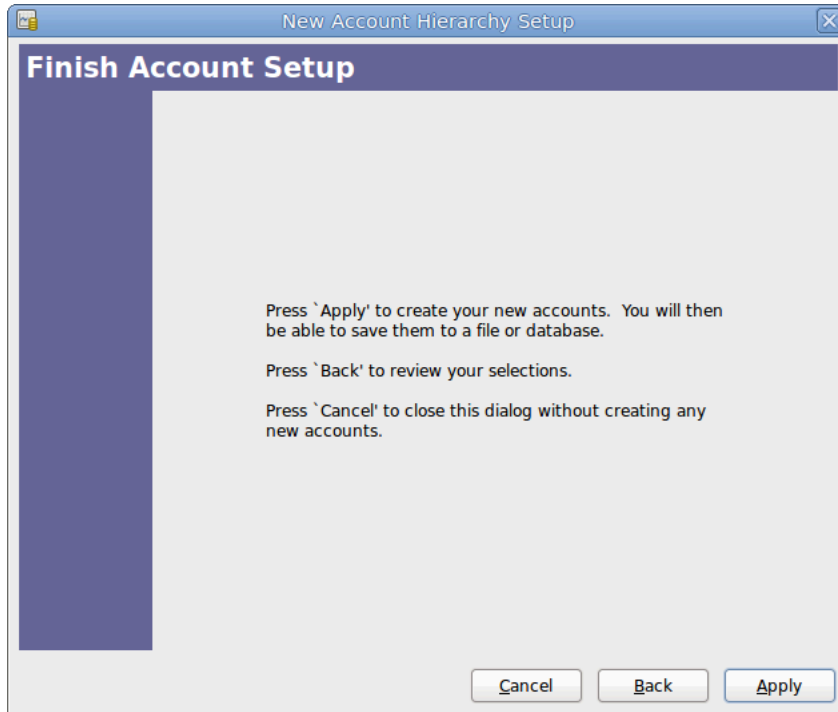 New Account Hierarchy Setup
Finish Account Setup
Press `Apply' to create your new accounts.  You will then
be able to save them to a file or database.
Press `Back' to review your selections.
Press `Cancel' to close this dialog without creating any
new accounts.
Cancel Back Apply